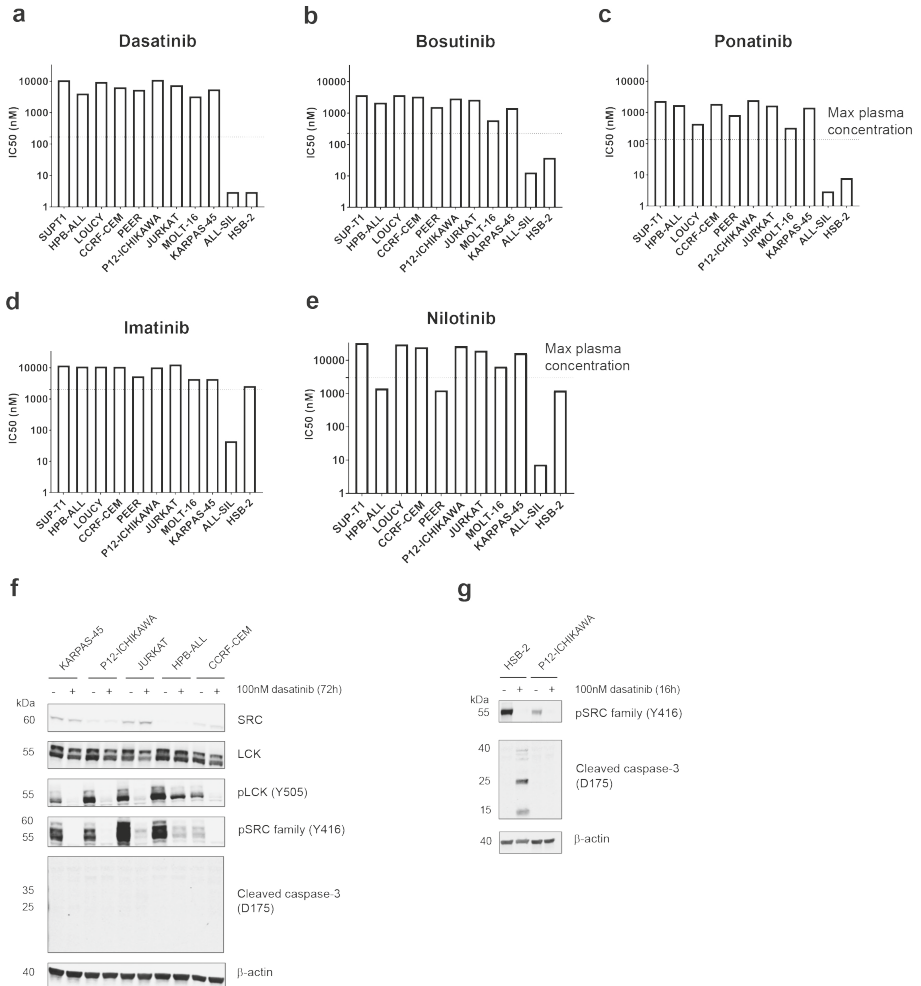 a
Dasatinib
IC50 (nM)
10000
1000
100
10
1
SUP-T1
HPB-ALL
LOUCY
CCRF-CEM
PEER
P12-ICHIKAWA
JURKAT
MOLT-16
KARPAS-45
ALL-SIL
HSB-2
b
Bosutinib
IC50 (nM)
10000
1000
100
10
1
SUP-T1
HPB-ALL
LOUCY
CCRF-CEM
PEER
P12-ICHIKAWA
JURKAT
MOLT-16
KARPAS-45
ALL-SIL
HSB-2
c
Ponatinib
IC50 (nM)
10000
1000
100
10
1
Max plasma
concentration
SUP-T1
HPB-ALL
LOUCY
CCRF-CEM
PEER
P12-ICHIKAWA
JURKAT
MOLT-16
KARPAS-45
ALL-SIL
HSB-2
d
Imatinib
IC50 (nM)
10000
1000
100
10
1
SUP-T1
HPB-ALL
LOUCY
CCRF-CEM
PEER
P12-ICHIKAWA
JURKAT
MOLT-16
KARPAS-45
ALL-SIL
HSB-2
e
Nilotinib
IC50 (nM)
10000
1000
100
10
1
Max plasma
concentration
SUP-T1
HPB-ALL
LOUCY
CCRF-CEM
PEER
P12-ICHIKAWA
JURKAT
MOLT-16
KARPAS-45
ALL-SIL
HSB-2
f
KARPAS-45
P12-ICHIKAWA
JURKAT
HPB-ALL
CCRF-CEM
- + - + - + - + - + 100nM dasatinib (72h)
kDa
60 SRC
55 LCK
55 pLCK (Y505)
60
55 pSRC family (Y416)
35
25
Cleaved caspase-3
(D175)
40 β-actin
g
HSB-2
P12-ICHIKAWA
- + - + 100nM dasatinib (16h)
kDa
55 pSRC family (Y416)
40
25
15
Cleaved caspase-3
(D175)
40 β-actin